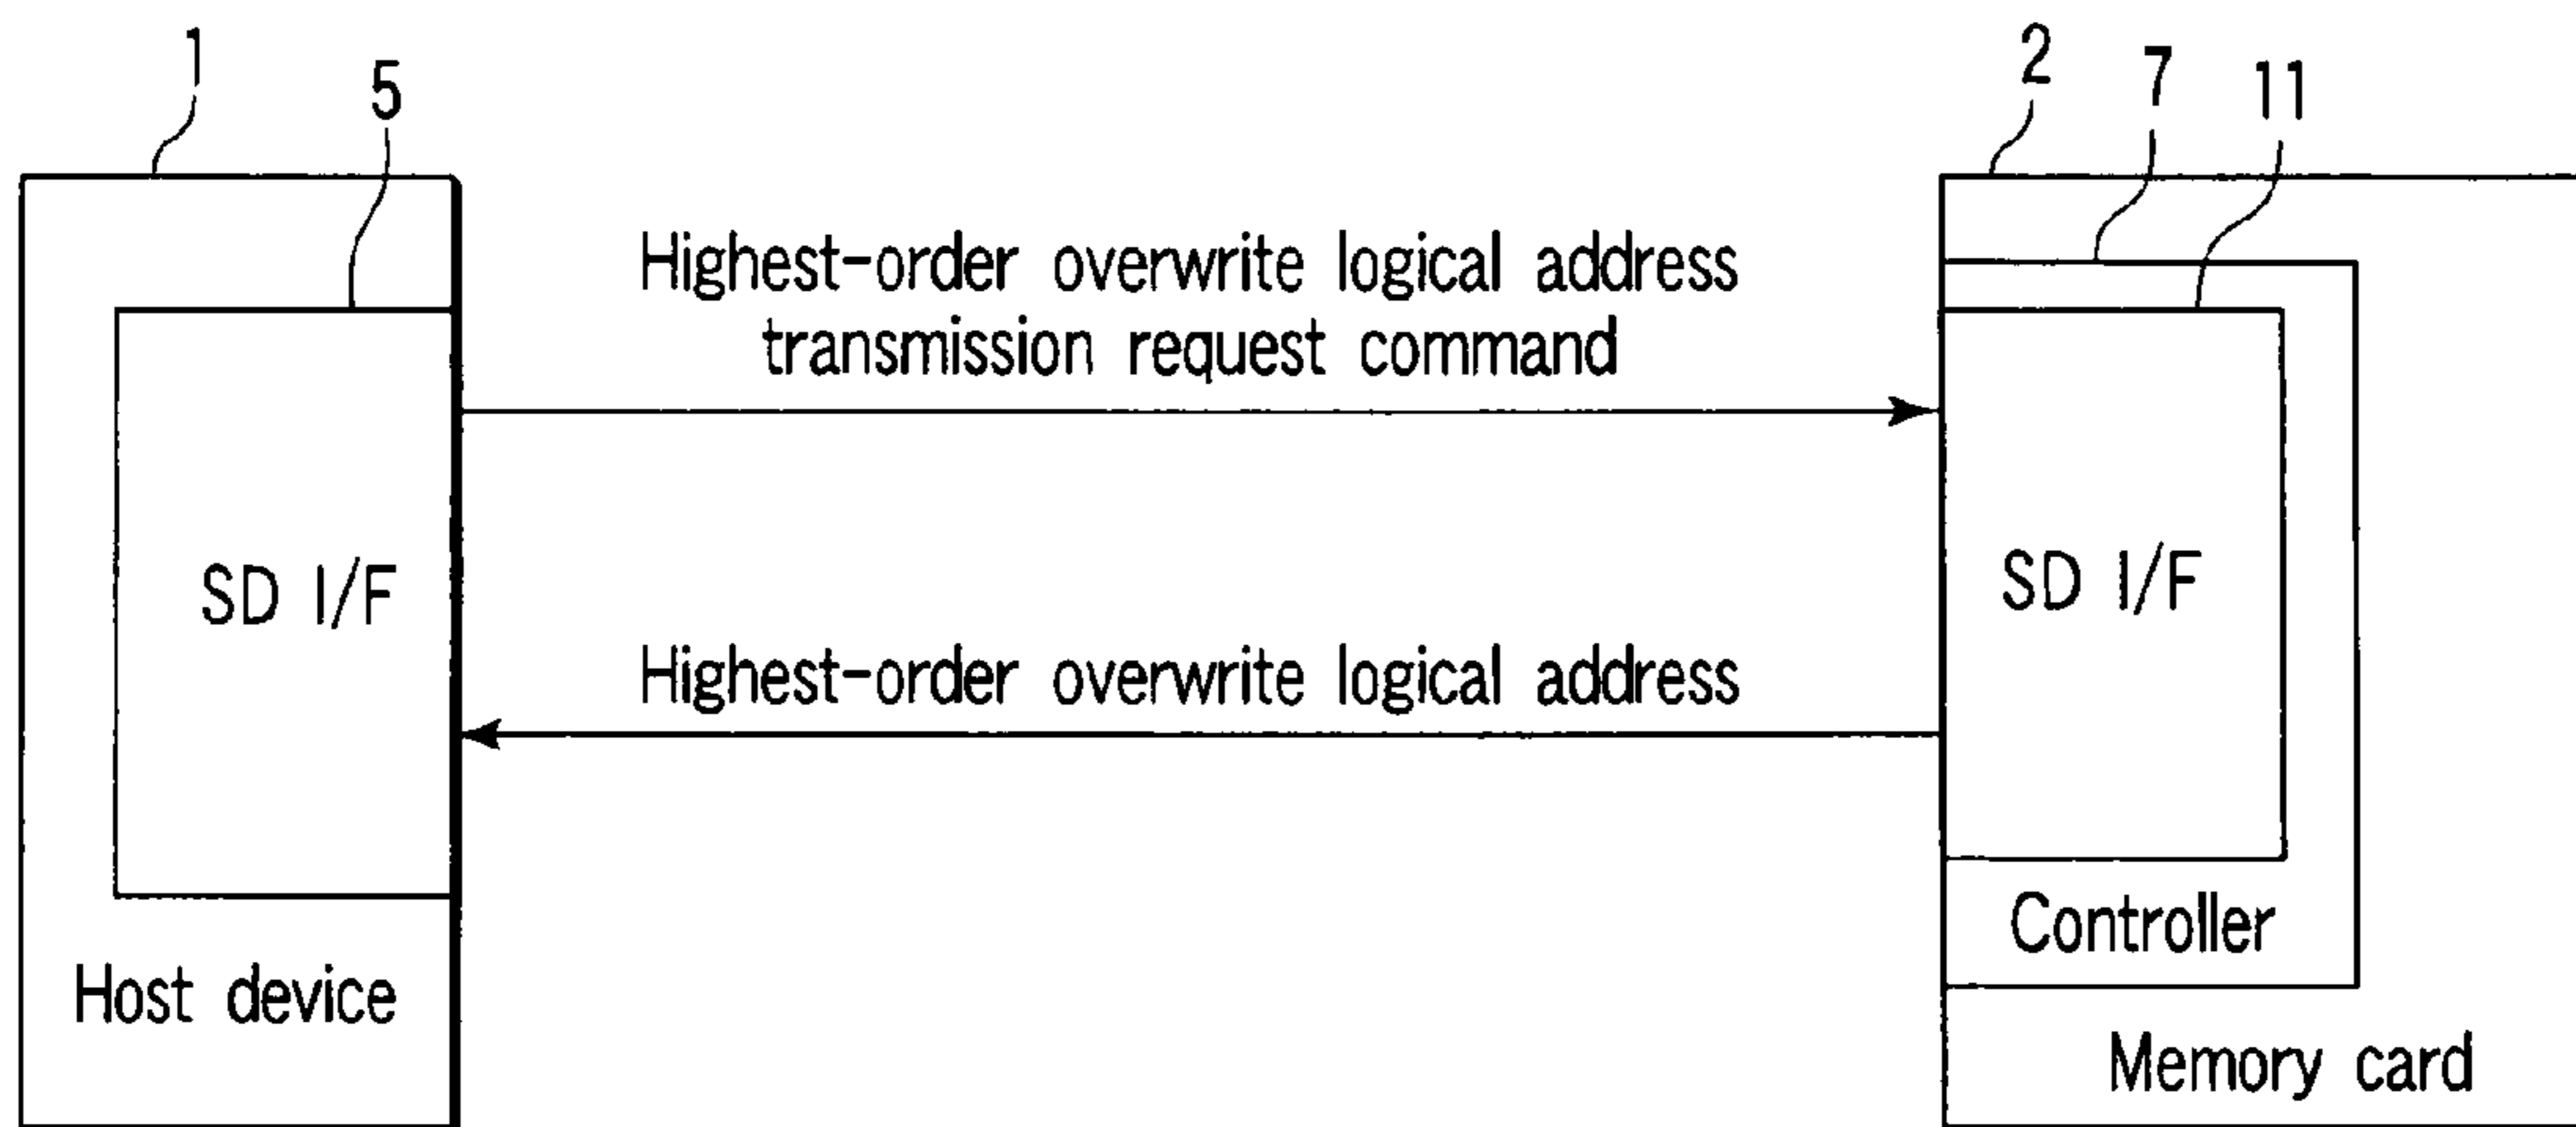 1
5
2
7
11
Highest-order overwrite logical address
transmission request command
SD I/F
SD I/F
Highest-order overwrite logical address
Controller
Host device
Memory card